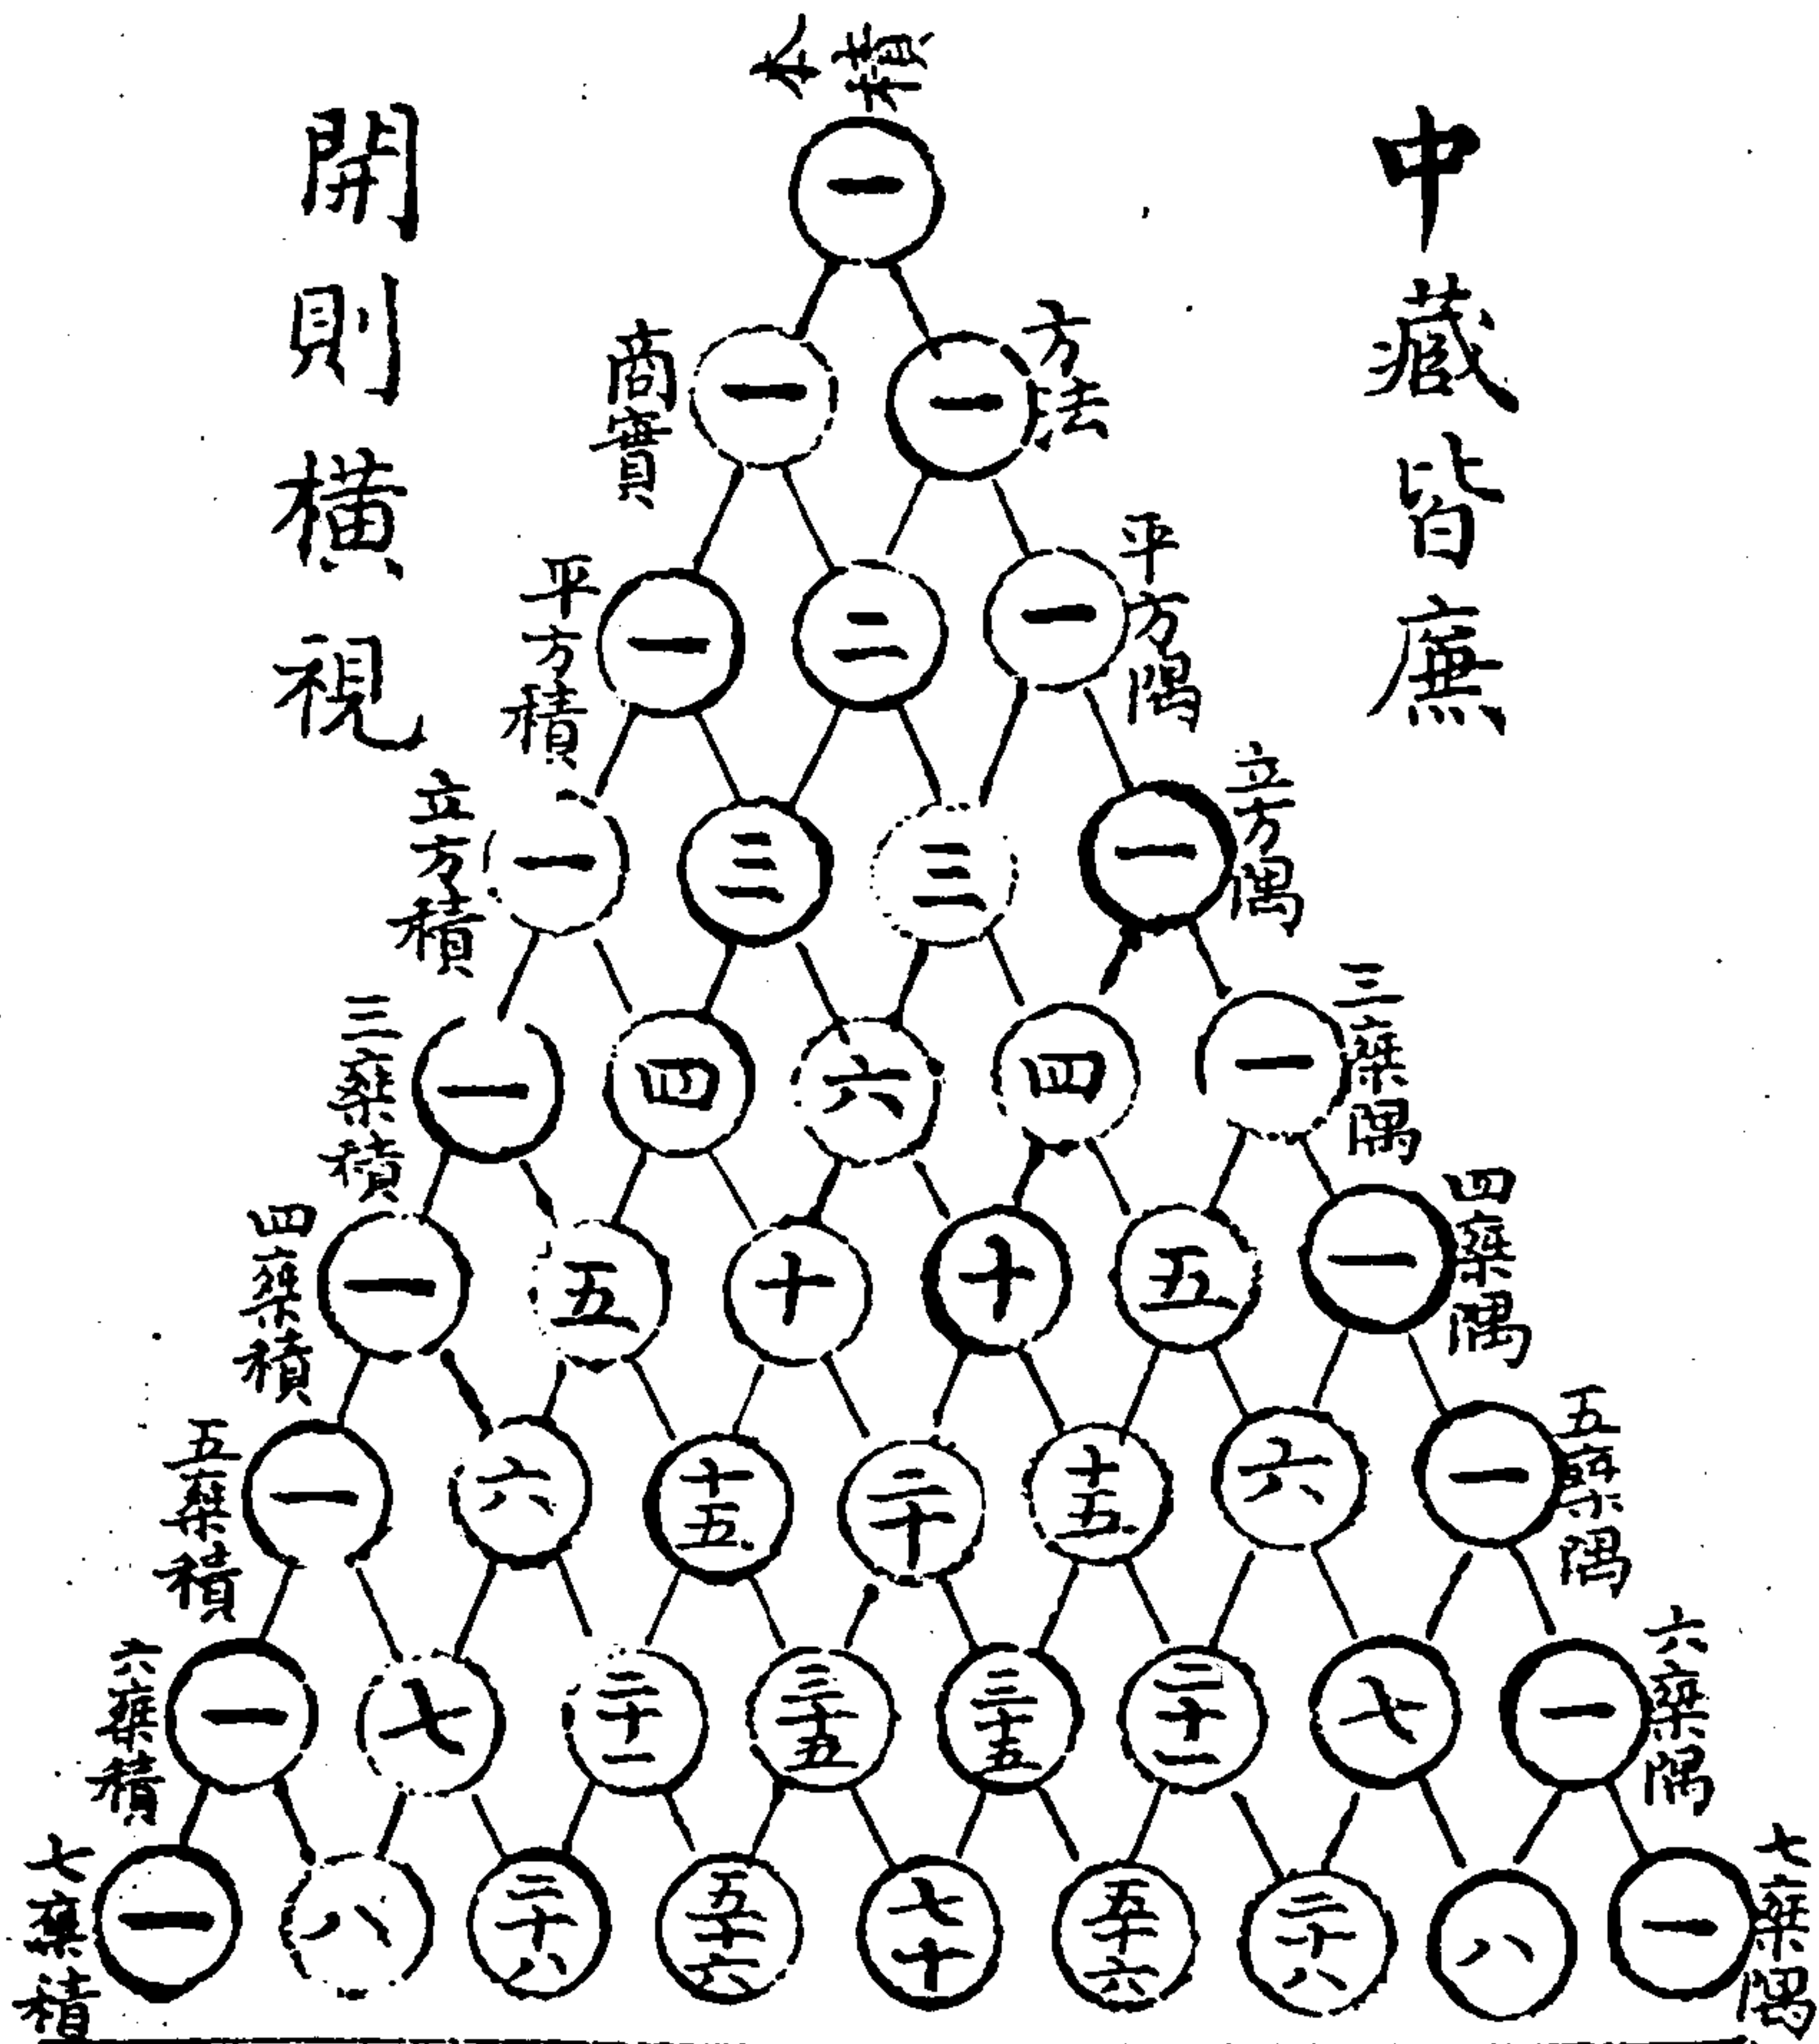 中藏皆廉
開則橫視
本積
一
商實 一 一 方法
平方積 一 二 一 平方隅
立方積 一 三 三 一 立方隅
三乘積 一 四 六 四 一 三乘隅
四乘積 一 五 十 十 五 一 四乘隅
五乘積 一 六 十五 二十 十五 六 一 五乘隅
六乘積 一 七 二十一 三十五 三十五 二十一 七 一 六乘隅
七乘積 一 八 二十八 五十六 七十 五十六 二十八 八 一 七乘隅